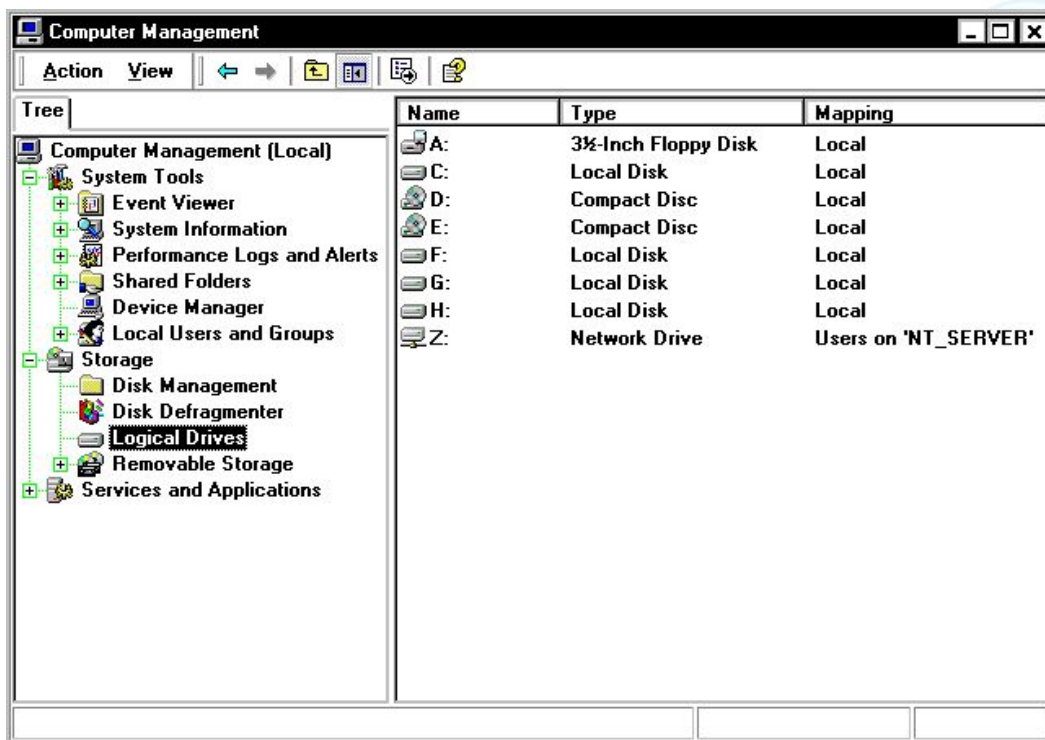 Computer Management
Action View
Tree
Computer Management (Local)
System Tools
Event Viewer
System Information
Performance Logs and Alerts
Shared Folders
Device Manager
Local Users and Groups
Storage
Disk Management
Disk Defragmenter
Logical Drives
Removable Storage
Services and Applications
Name Type Mapping
A: 3½-Inch Floppy Disk Local
C: Local Disk Local
D: Compact Disc Local
E: Compact Disc Local
F: Local Disk Local
G: Local Disk Local
H: Local Disk Local
Z: Network Drive Users on 'NT_SERVER'